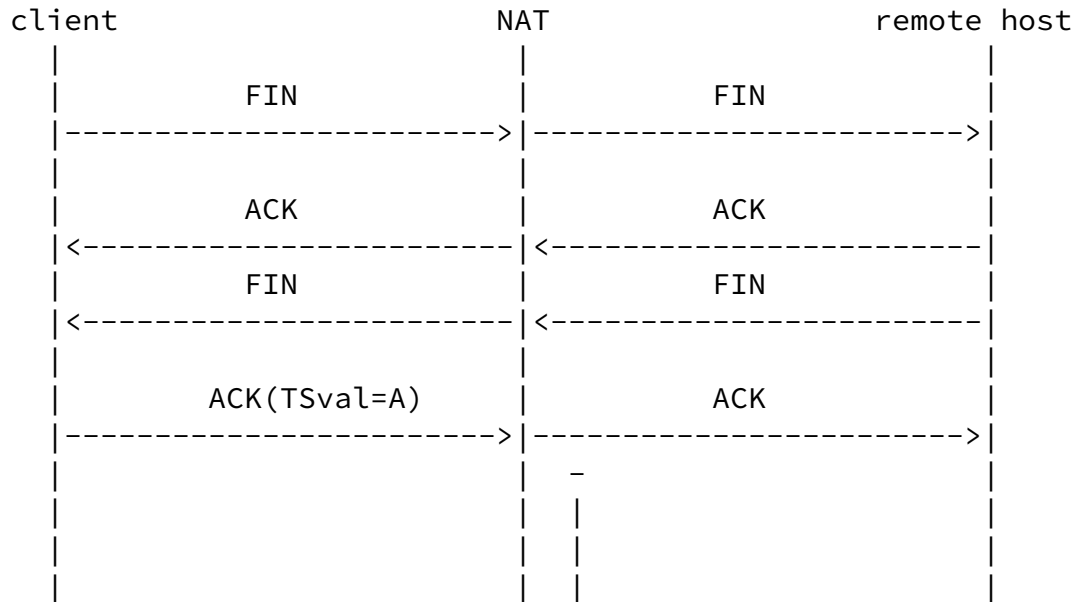 client NAT remote host
FIN FIN
ACK ACK
FIN FIN
ACK(TSval=A) ACK